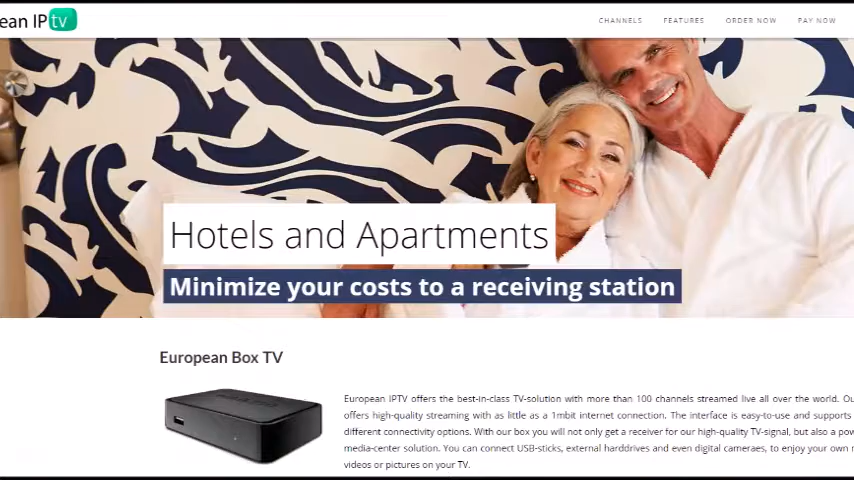 ean IPtv
CHANNELS FEATURES ORDER NOW PAY NOW
Hotels and Apartments
Minimize your costs to a receiving station
European Box TV
European IPTV offers the best-in-class TV-solution with more than 100 channels streamed live all over the world. Ou
offers high-quality streaming with as little as a 1mbit internet connection. The interface is easy-to-use and supports
different connectivity options. With our box you will not only get a receiver for our high-quality TV-signal, but also a pow
media-center solution. You can connect USB-sticks, external harddrives and even digital cameraes, to enjoy your own m
videos or pictures on your TV.